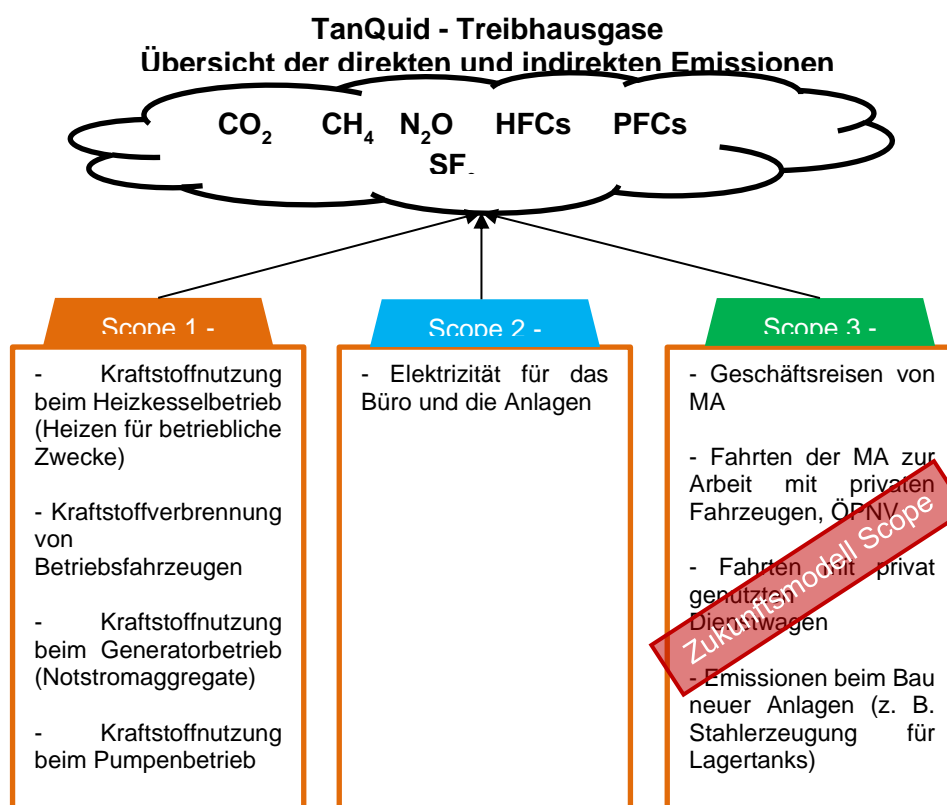 TanQuid - Treibhausgase
Übersicht der direkten und indirekten Emissionen
CO₂ CH₄ N₂O HFCs PFCs
SF
Scope 1 -
- Kraftstoffnutzung
beim Heizkesselbetrieb
(Heizen für betriebliche
Zwecke)
- Kraftstoffverbrennung
von
Betriebsfahrzeugen
- Kraftstoffnutzung
beim Generatorbetrieb
(Notstromaggregate)
- Kraftstoffnutzung
beim Pumpenbetrieb
Scope 2 -
- Elektrizität für das
Büro und die Anlagen
Scope 3 -
- Geschäftsreisen von
MA
- Fahrten der MA zur
Arbeit mit privaten
Fahrzeugen, ÖPNV
- Fahrten mit privat
genutzten
Dienstwagen
- Emissionen beim Bau
neuer Anlagen (z. B.
Stahlerzeugung für
Lagertanks)
Zukunftsmodell Scope